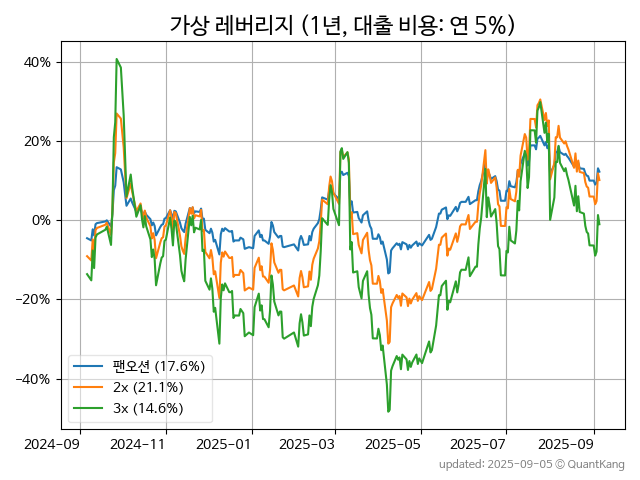 가상 레버리지 (1년, 대출 비용: 연 5%)
40%
20%
0%
−20%
−40%
팬오션 (17.6%)
2x (21.1%)
3x (14.6%)
2024-09 2024-11 2025-01 2025-03 2025-05 2025-07 2025-09
updated: 2025-09-05 © QuantKang